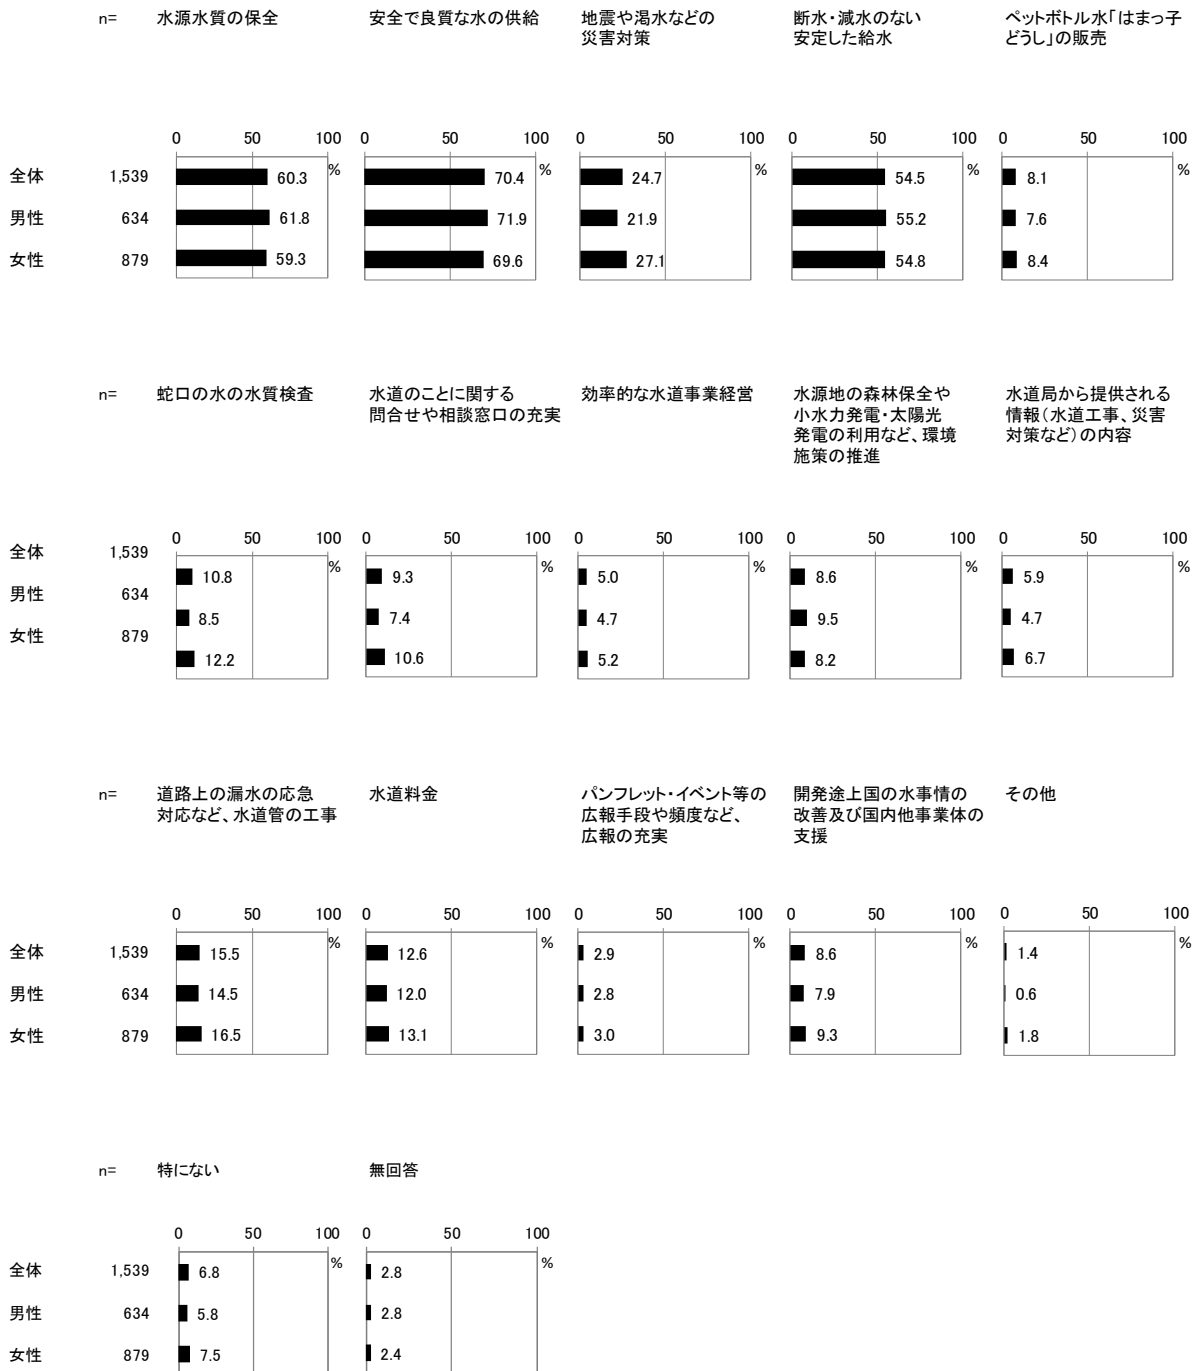 n= 水源水質の保全 安全で良質な水の供給 地震や渇水などの 断水・減水のない ペットボトル水「はまっ子
災害対策 安定した給水 どうし」の販売
0 50 100 0 50 100 0 50 100 0 50 100 0 50 100
% % % % %
全体 1,539 60.3 70.4 24.7 54.5 8.1
男性 634 61.8 71.9 21.9 55.2 7.6
女性 879 59.3 69.6 27.1 54.8 8.4
n= 蛇口の水の水質検査 水道のことに関する 効率的な水道事業経営 水源地の森林保全や 水道局から提供される
問合せや相談窓口の充実 小水力発電・太陽光 情報（水道工事、災害
発電の利用など、環境 対策など）の内容
施策の推進
0 50 100 0 50 100 0 50 100 0 50 100 0 50 100
% % % % %
全体 1,539 10.8 9.3 5.0 8.6 5.9
男性 634 8.5 7.4 4.7 9.5 4.7
女性 879 12.2 10.6 5.2 8.2 6.7
n= 道路上の漏水の応急 水道料金 パンフレット・イベント等の 開発途上国の水事情の その他
対応など、水道管の工事 広報手段や頻度など、 改善及び国内他事業体の
広報の充実 支援
0 50 100 0 50 100 0 50 100 0 50 100 0 50 100
% % % % %
全体 1,539 15.5 12.6 2.9 8.6 1.4
男性 634 14.5 12.0 2.8 7.9 0.6
女性 879 16.5 13.1 3.0 9.3 1.8
n= 特にない 無回答
0 50 100 0 50 100
% %
全体 1,539 6.8 2.8
男性 634 5.8 2.8
女性 879 7.5 2.4